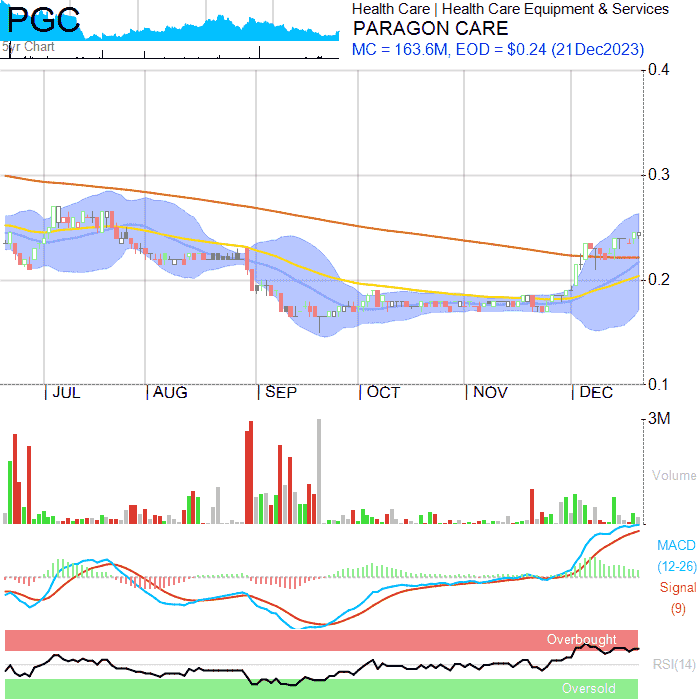 PGC
5yr Chart
Health Care | Health Care Equipment & Services
PARAGON CARE
MC = 163.6M, EOD = $0.24 (21Dec2023)
0.4
0.3
0.2
0.1
JUL AUG SEP OCT NOV DEC
3M
Volume
MACD
(12-26)
Signal
(9)
Overbought
RSI(14)
Oversold